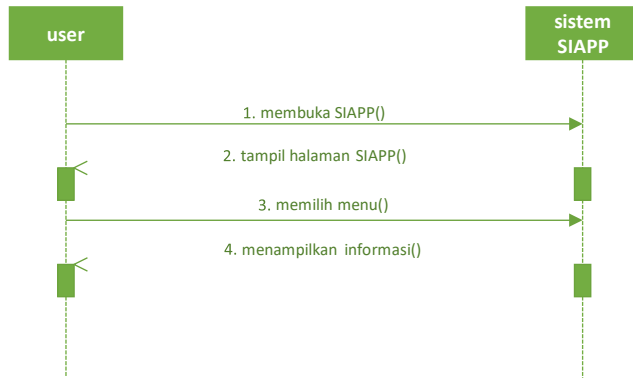 user
sistem
SIAPP
1. membuka SIAPP()
2. tampil halaman SIAPP()
3. memilih menu()
4. menampilkan informasi()